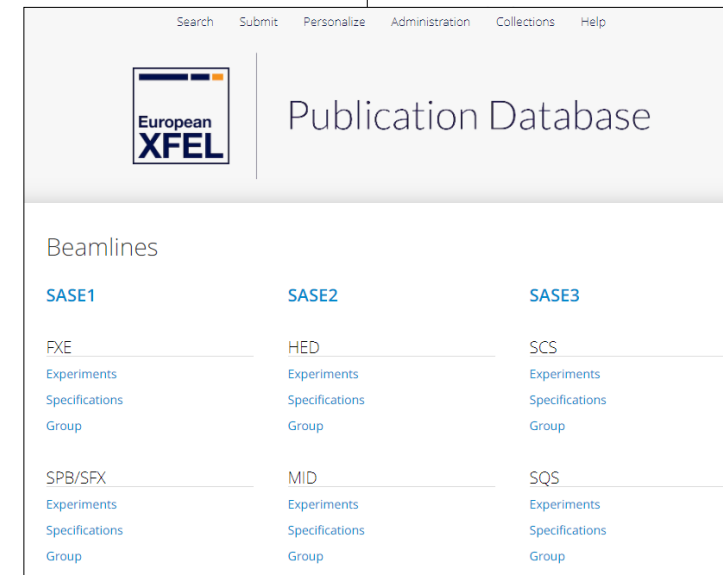 Search Submit Personalize Administration Collections Help
European
XFEL
Publication Database
Beamlines
SASE1 SASE2 SASE3
FXE HED SCS
Experiments Experiments Experiments
Specifications Specifications Specifications
Group Group Group
SPB/SFX MID SQS
Experiments Experiments Experiments
Specifications Specifications Specifications
Group Group Group